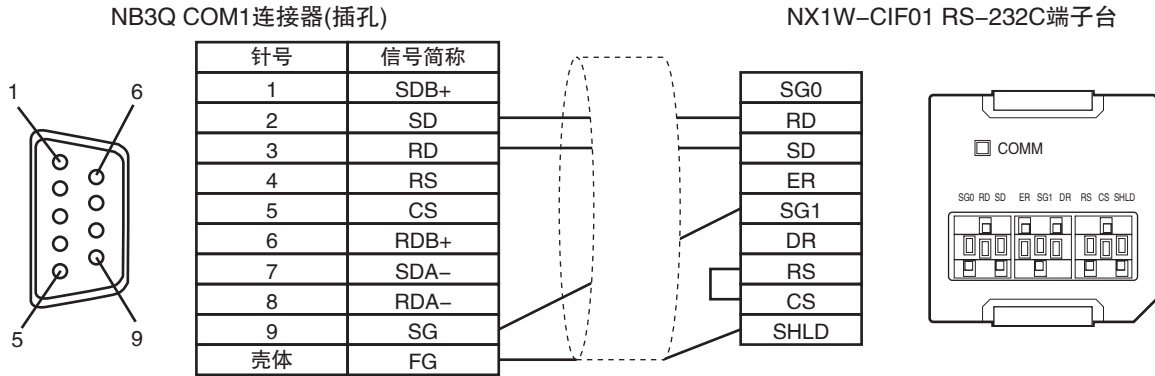 NB3Q COM1连接器(插孔)
NX1W–CIF01 RS–232C端子台
针号 信号简称
1 SDB+
2 SD
3 RD
4 RS
5 CS
6 RDB+
7 SDA–
8 RDA–
9 SG
壳体 FG
1 6
5 9
SG0
RD
SD
ER
SG1
DR
RS
CS
SHLD
COMM
SG0 RD SD ER SG1 DR RS CS SHLD